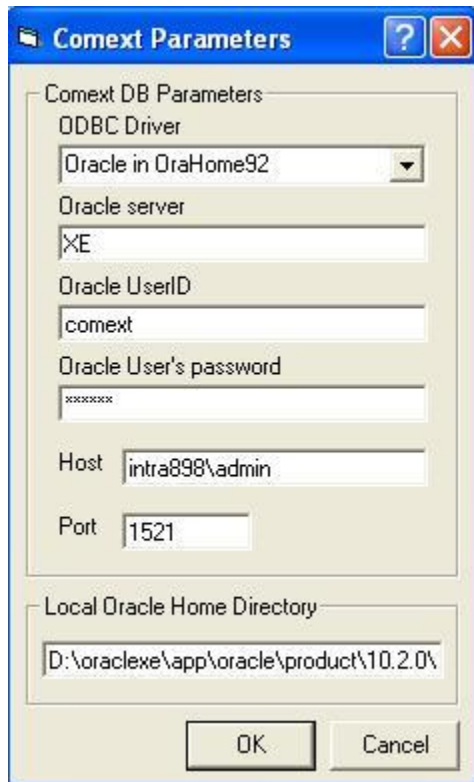 Comext Parameters
Comext DB Parameters
ODBC Driver
Oracle in OraHome92
Oracle server
XE
Oracle UserID
comext
Oracle User's password
******
Host intra898\admin
Port 1521
Local Oracle Home Directory
D:\oraclexe\app\oracle\product\10.2.0\
OK Cancel